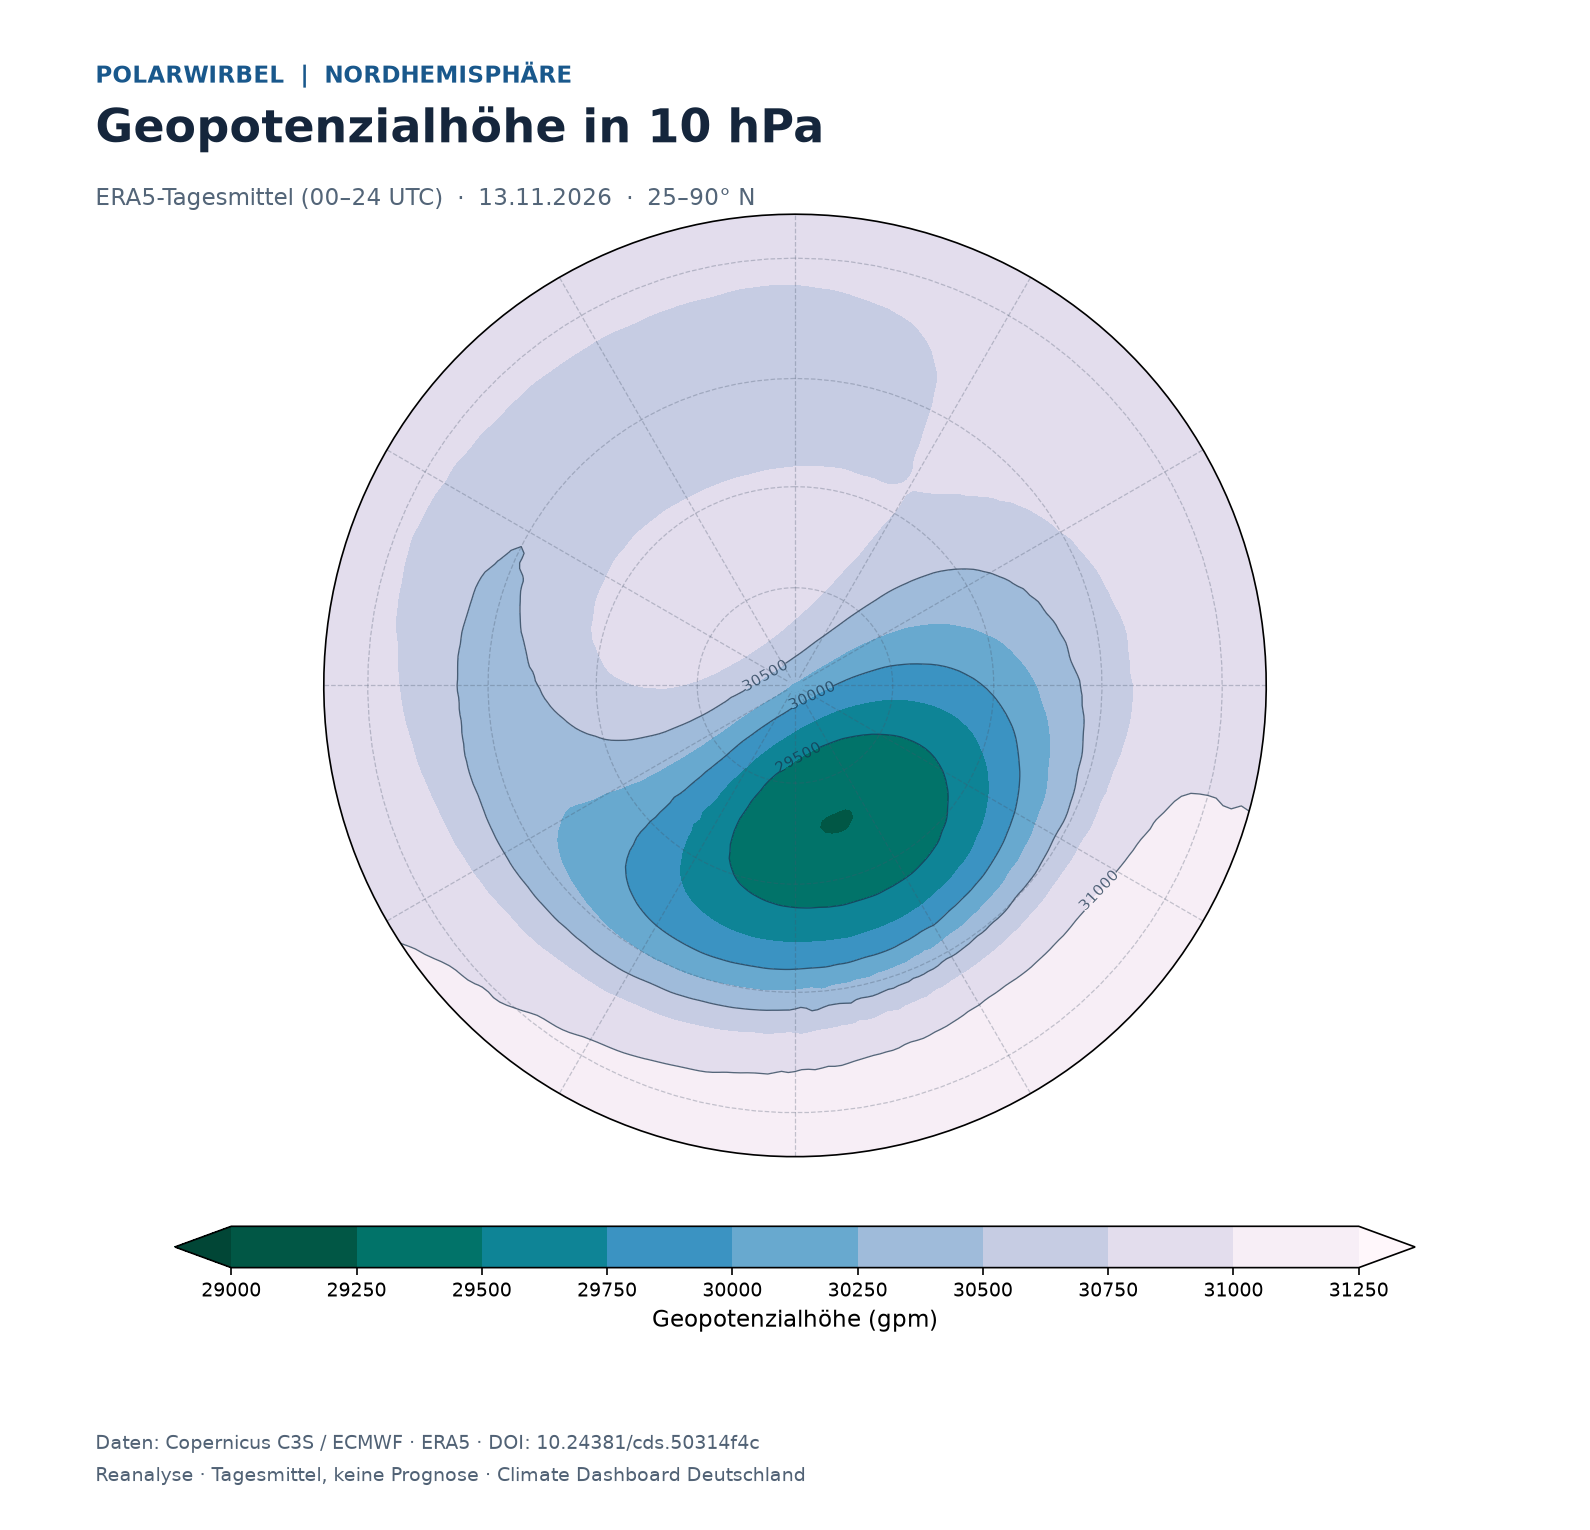 POLARWIRBEL | NORDHEMISPHÄRE
Geopotenzialhöhe in 10 hPa
ERA5-Tagesmittel (00–24 UTC) · 13.11.2026 · 25–90° N
30500
30000
29500
31000
29000 29250 29500 29750 30000 30250 30500 30750 31000 31250
Geopotenzialhöhe (gpm)
Daten: Copernicus C3S / ECMWF · ERA5 · DOI: 10.24381/cds.50314f4c
Reanalyse · Tagesmittel, keine Prognose · Climate Dashboard Deutschland